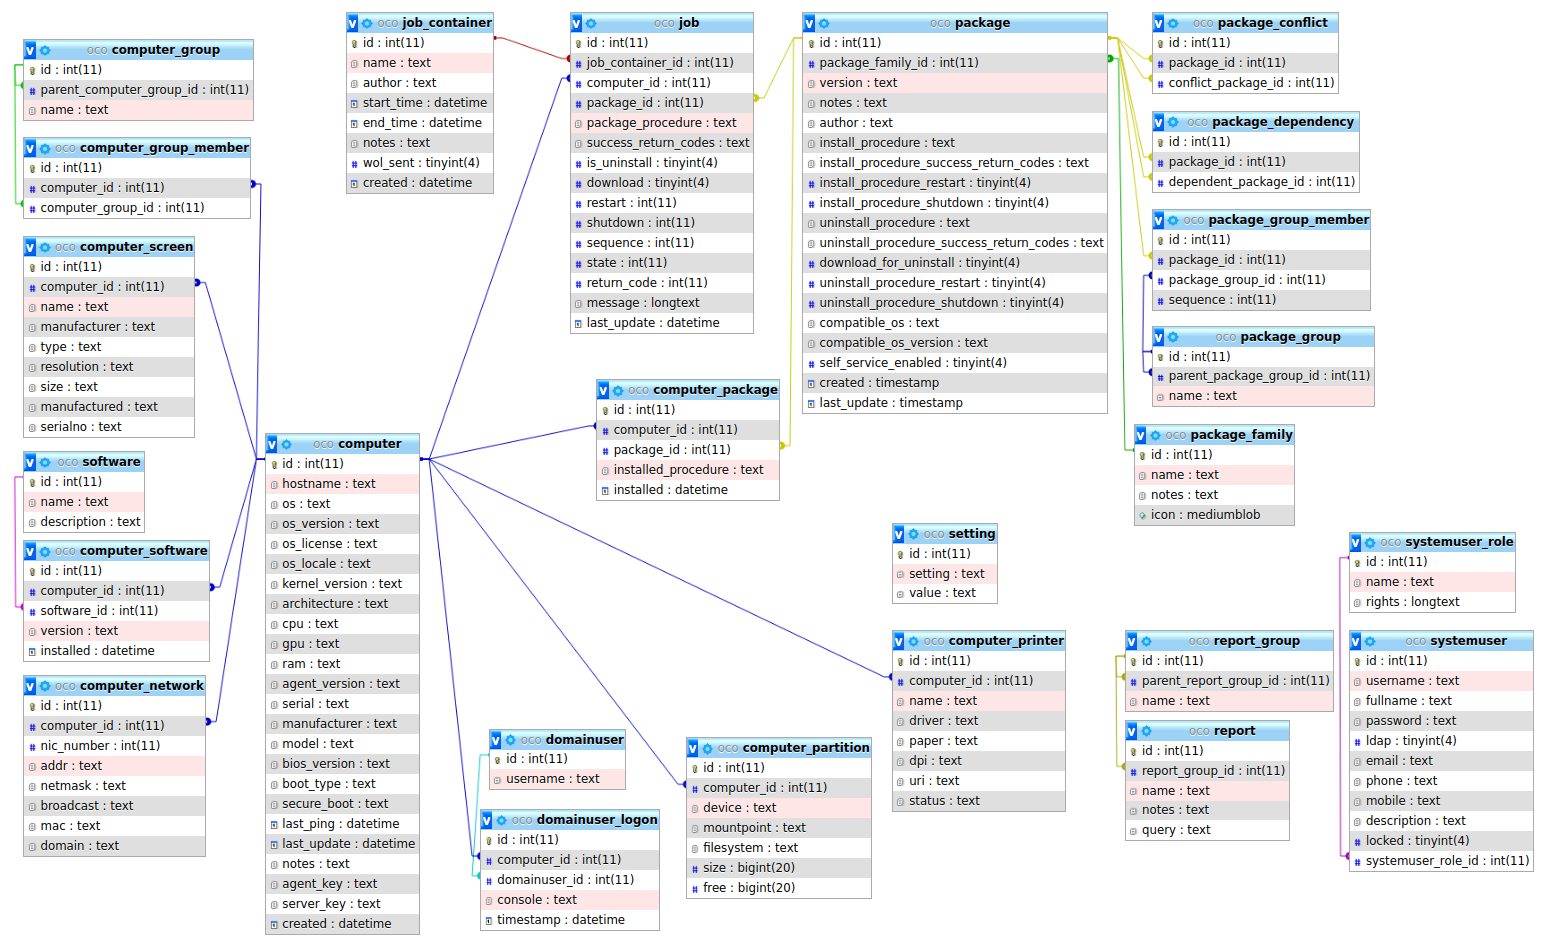 oco computer_group
id : int(11)
parent_computer_group_id : int(11)
name : text
oco computer_group_member
id : int(11)
computer_id : int(11)
computer_group_id : int(11)
oco computer_screen
id : int(11)
computer_id : int(11)
name : text
manufacturer : text
type : text
resolution : text
size : text
manufactured : text
serialno : text
oco software
id : int(11)
name : text
description : text
oco computer_software
id : int(11)
computer_id : int(11)
software_id : int(11)
version : text
installed : datetime
oco computer_network
id : int(11)
computer_id : int(11)
nic_number : int(11)
addr : text
netmask : text
broadcast : text
mac : text
domain : text
oco computer
id : int(11)
hostname : text
os : text
os_version : text
os_license : text
os_locale : text
kernel_version : text
architecture : text
cpu : text
gpu : text
ram : text
agent_version : text
serial : text
manufacturer : text
model : text
bios_version : text
boot_type : text
secure_boot : text
last_ping : datetime
last_update : datetime
notes : text
agent_key : text
server_key : text
created : datetime
oco job_container
id : int(11)
name : text
author : text
start_time : datetime
end_time : datetime
notes : text
wol_sent : tinyint(4)
created : datetime
oco job
id : int(11)
job_container_id : int(11)
computer_id : int(11)
package_id : int(11)
package_procedure : text
success_return_codes : text
is_uninstall : tinyint(4)
download : tinyint(4)
restart : int(11)
shutdown : int(11)
sequence : int(11)
state : int(11)
return_code : int(11)
message : longtext
last_update : datetime
oco computer_package
id : int(11)
computer_id : int(11)
package_id : int(11)
installed_procedure : text
installed : datetime
oco domainuser
id : int(11)
username : text
oco domainuser_logon
id : int(11)
computer_id : int(11)
domainuser_id : int(11)
console : text
timestamp : datetime
oco computer_partition
id : int(11)
computer_id : int(11)
device : text
mountpoint : text
filesystem : text
size : bigint(20)
free : bigint(20)
oco package
id : int(11)
package_family_id : int(11)
version : text
notes : text
author : text
install_procedure : text
install_procedure_success_return_codes : text
install_procedure_restart : tinyint(4)
install_procedure_shutdown : tinyint(4)
uninstall_procedure : text
uninstall_procedure_success_return_codes : text
download_for_uninstall : tinyint(4)
uninstall_procedure_restart : tinyint(4)
uninstall_procedure_shutdown : tinyint(4)
compatible_os : text
compatible_os_version : text
self_service_enabled : tinyint(4)
created : timestamp
last_update : timestamp
oco setting
id : int(11)
setting : text
value : text
oco computer_printer
id : int(11)
computer_id : int(11)
name : text
driver : text
paper : text
dpi : text
uri : text
status : text
oco package_conflict
id : int(11)
package_id : int(11)
conflict_package_id : int(11)
oco package_dependency
id : int(11)
package_id : int(11)
dependent_package_id : int(11)
oco package_group_member
id : int(11)
package_id : int(11)
package_group_id : int(11)
sequence : int(11)
oco package_group
id : int(11)
parent_package_group_id : int(11)
name : text
oco package_family
id : int(11)
name : text
notes : text
icon : mediumblob
oco report_group
id : int(11)
parent_report_group_id : int(11)
name : text
oco report
id : int(11)
report_group_id : int(11)
name : text
notes : text
query : text
oco systemuser_role
id : int(11)
name : text
rights : longtext
oco systemuser
id : int(11)
username : text
fullname : text
password : text
ldap : tinyint(4)
email : text
phone : text
mobile : text
description : text
locked : tinyint(4)
systemuser_role_id : int(11)